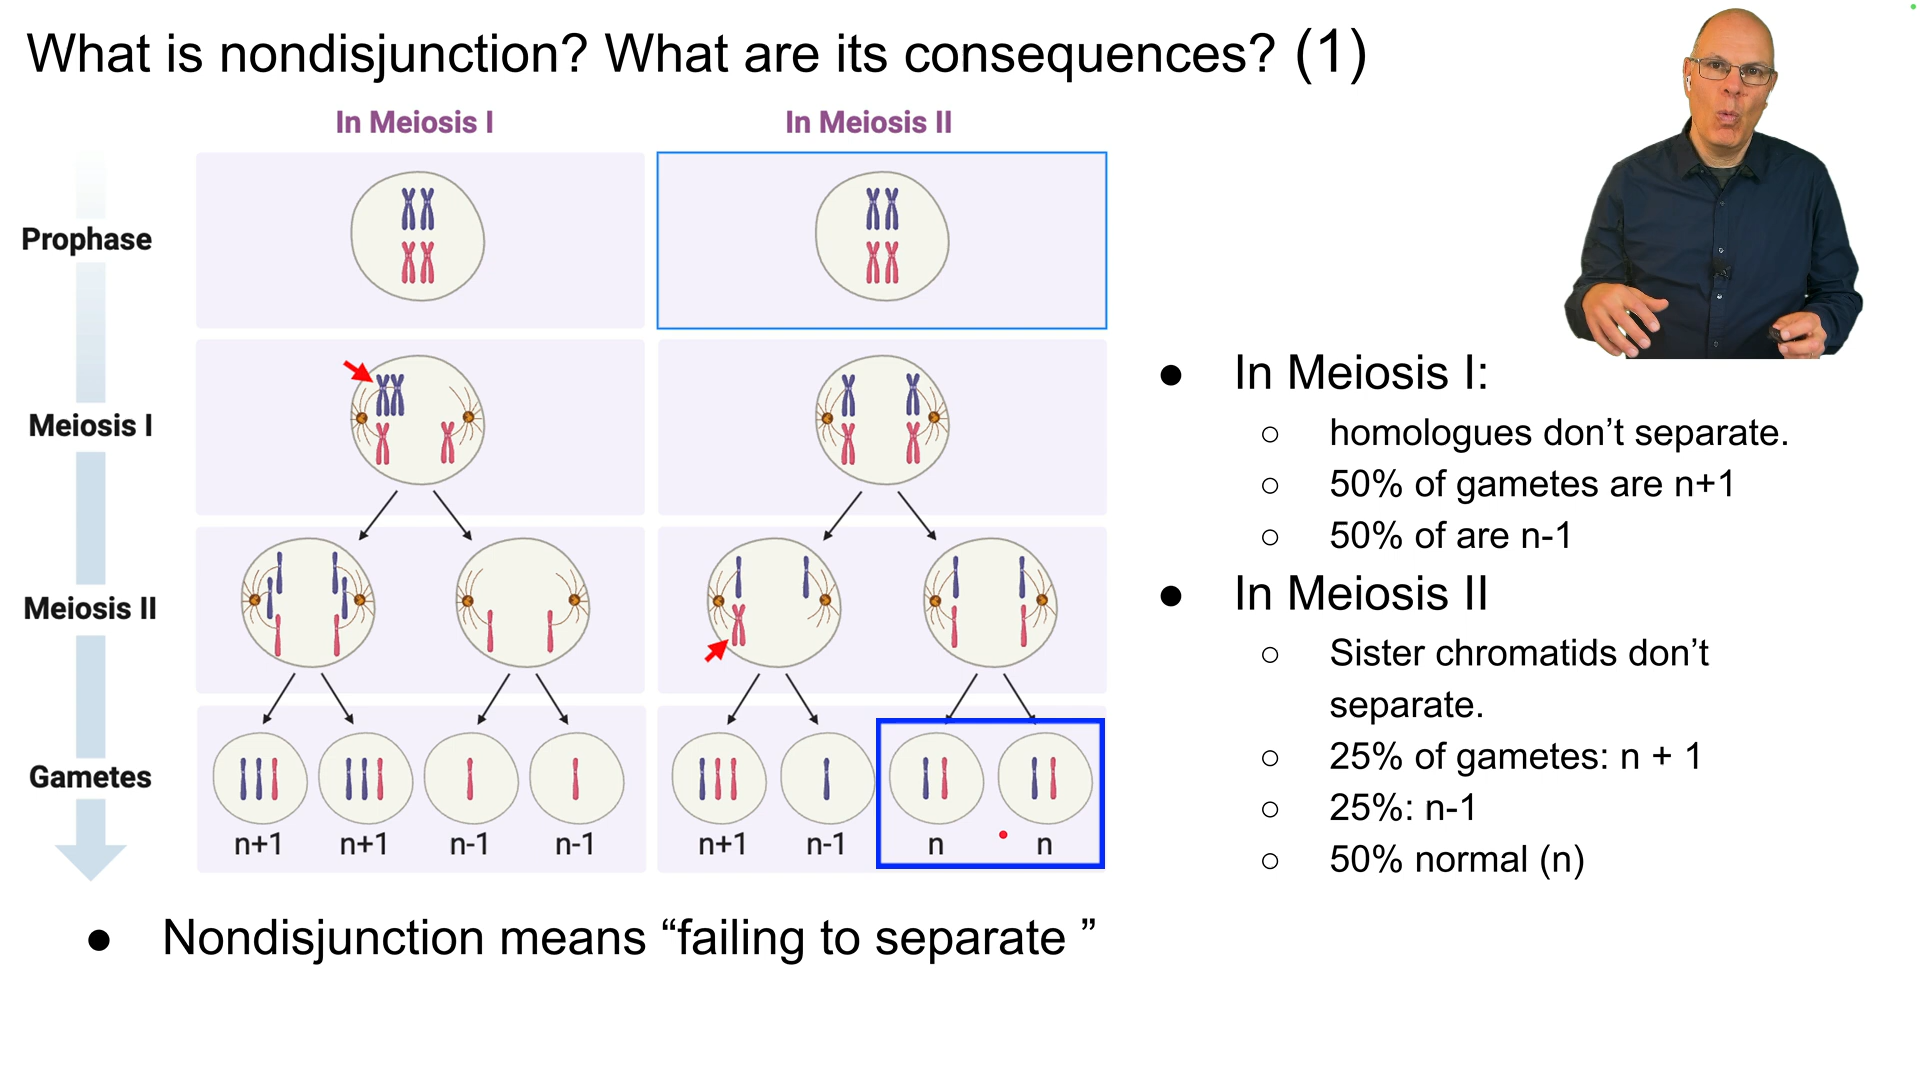 What is nondisjunction? What are its consequences? (1)
In Meiosis I
In Meiosis II
Prophase
Meiosis I
Meiosis II
Gametes
n+1
n+1
n-1
n-1
n+1
n-1
n
n
● In Meiosis I:
○ homologues don’t separate.
○ 50% of gametes are n+1
○ 50% of are n-1
● In Meiosis II
○ Sister chromatids don’t
separate.
○ 25% of gametes: n + 1
○ 25%: n-1
○ 50% normal (n)
● Nondisjunction means “failing to separate ”